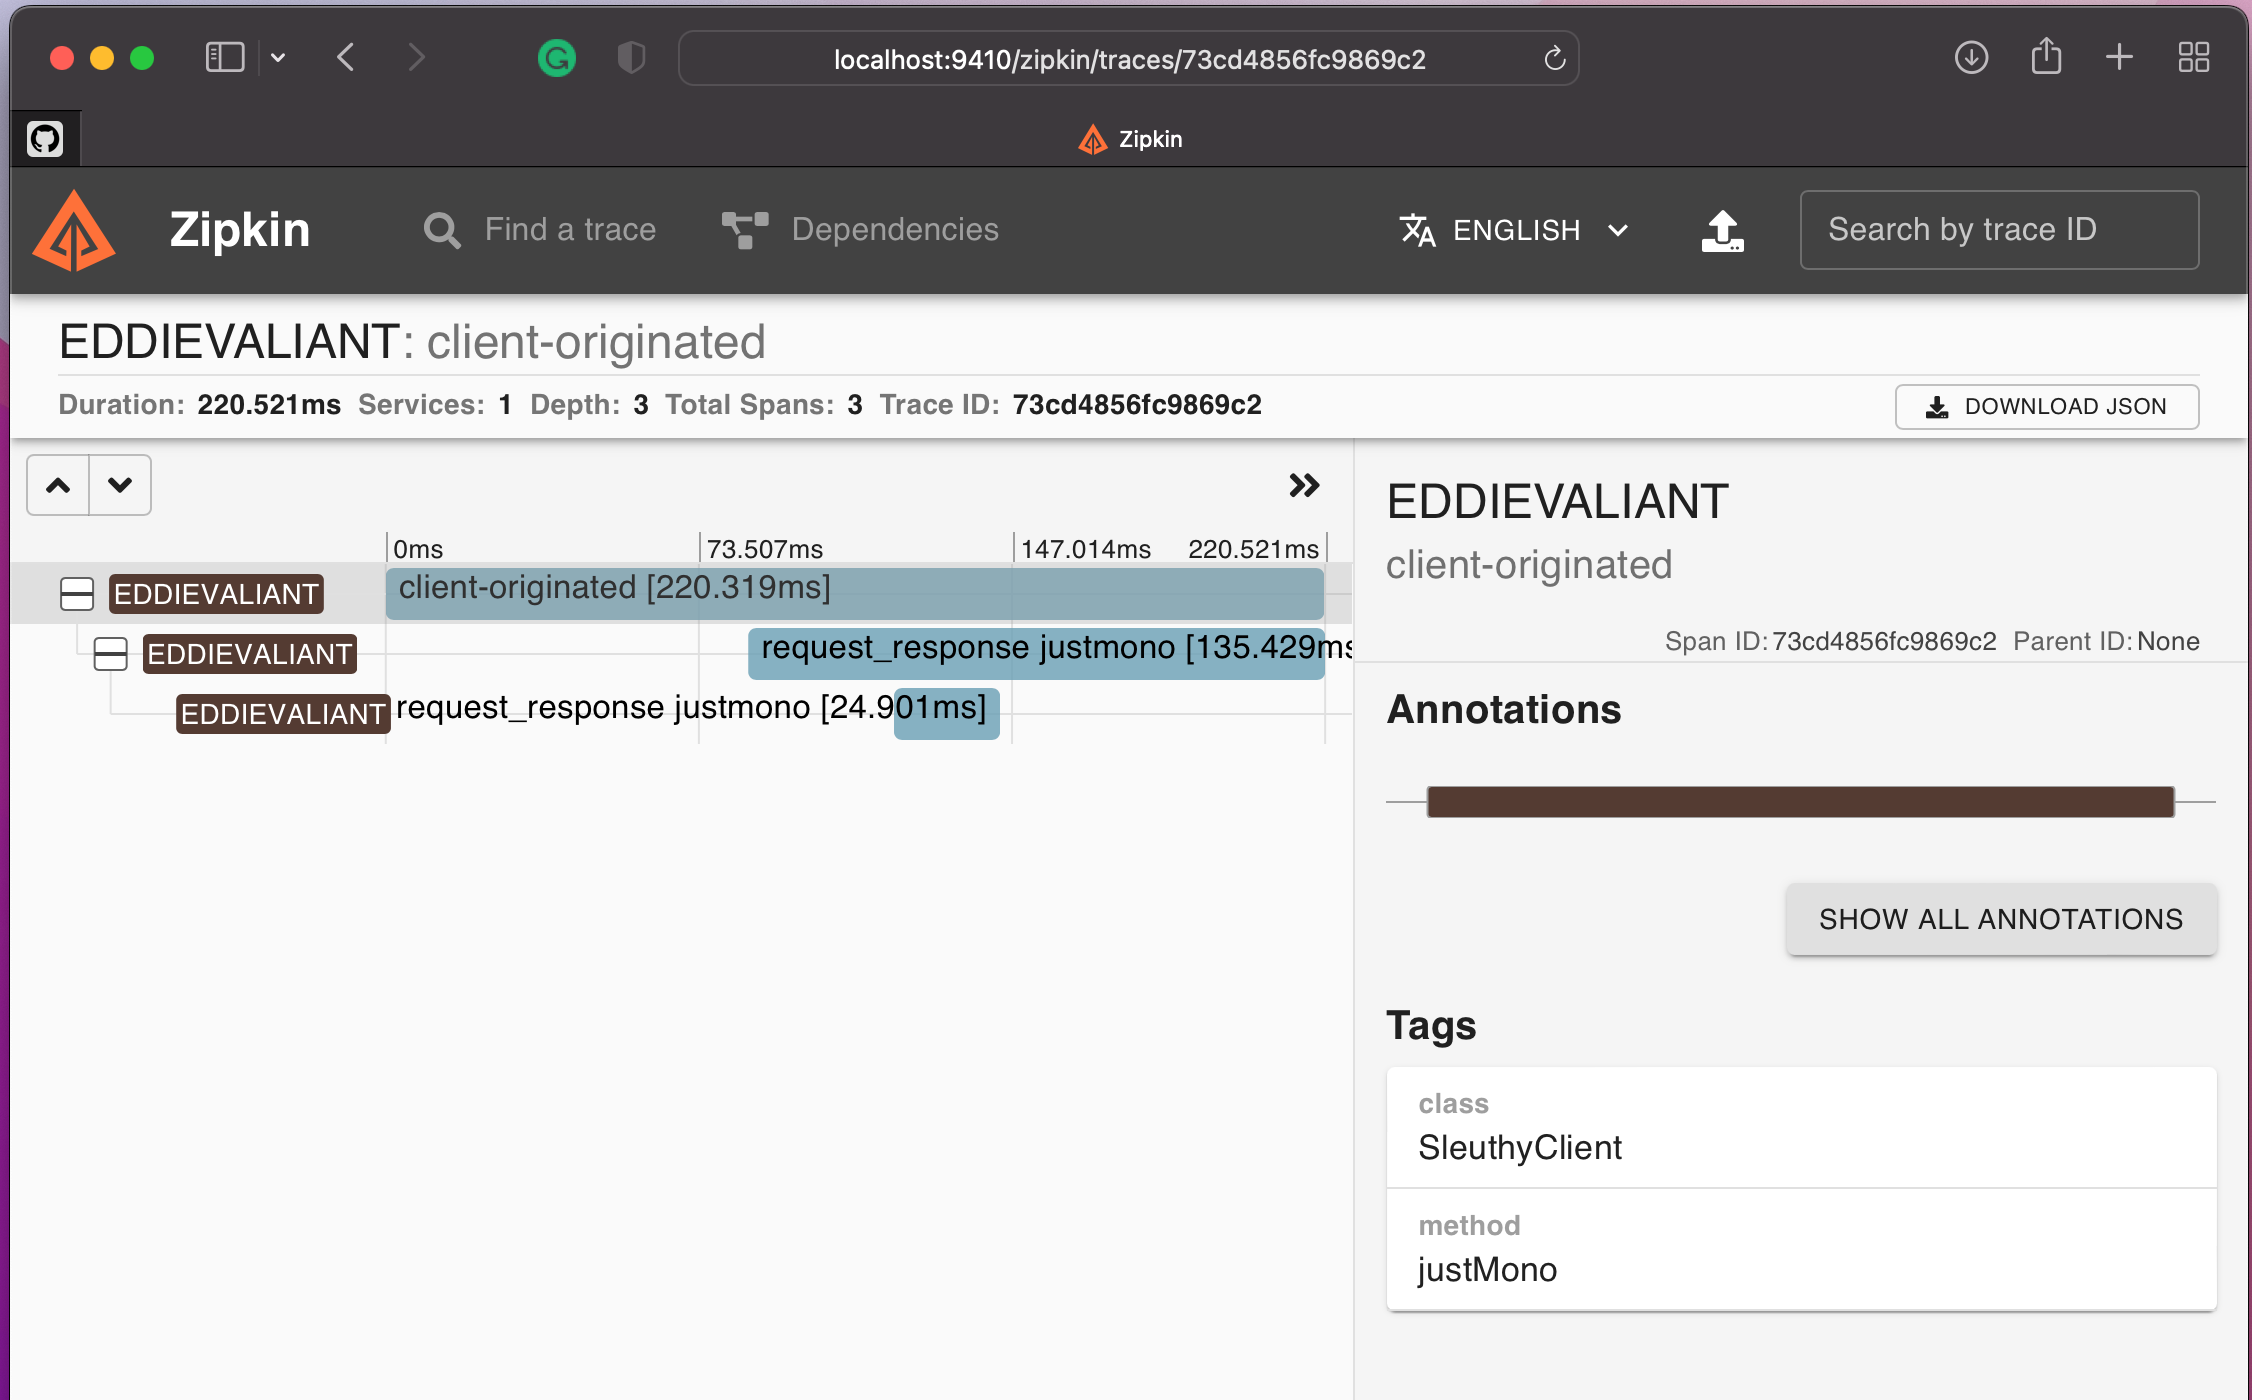 localhost:9410/zipkin/traces/73cd4856fc9869c2
Zipkin
Zipkin Find a trace Dependencies ENGLISH Search by trace ID
EDDIEVALIANT: client-originated
Duration: 220.521ms Services: 1 Depth: 3 Total Spans: 3 Trace ID: 73cd4856fc9869c2
DOWNLOAD JSON
0ms 73.507ms 147.014ms 220.521ms
EDDIEVALIANT client-originated [220.319ms]
EDDIEVALIANT request_response justmono [135.429ms
EDDIEVALIANT request_response justmono [24.901ms]
EDDIEVALIANT
client-originated
Span ID: 73cd4856fc9869c2 Parent ID: None
Annotations
SHOW ALL ANNOTATIONS
Tags
class
SleuthyClient
method
justMono